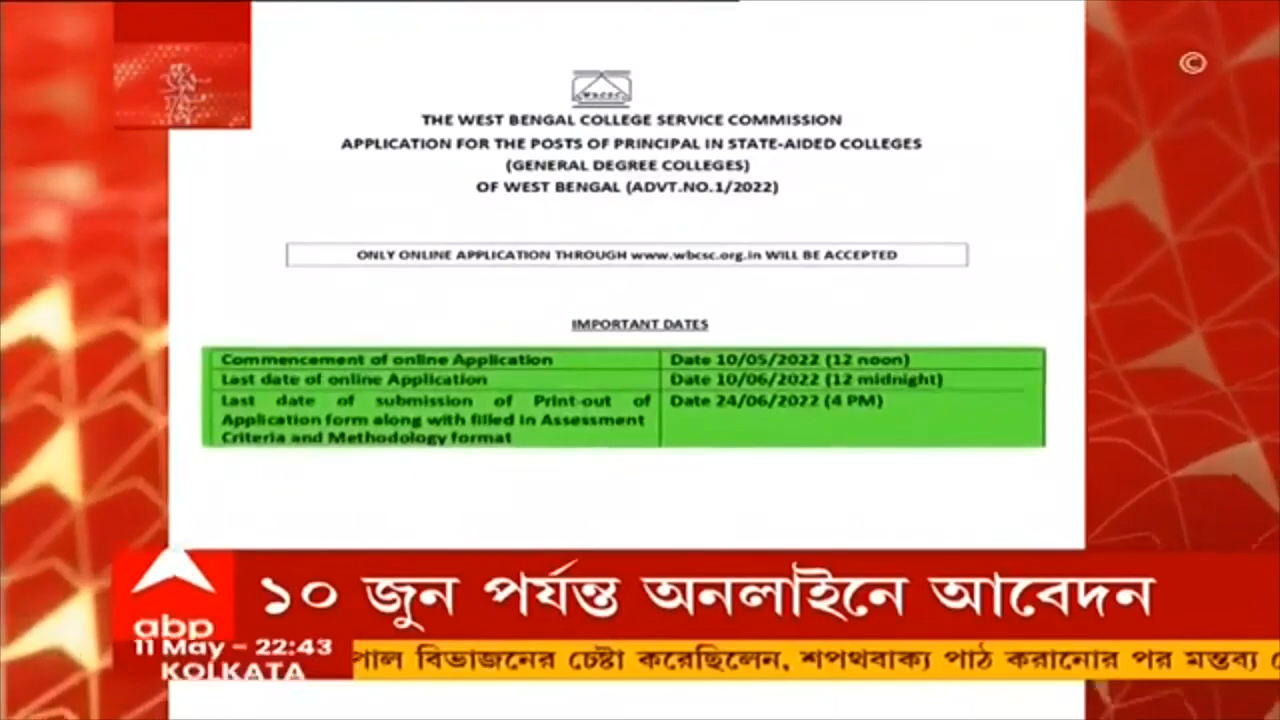 ©
WBCSC
THE WEST BENGAL COLLEGE SERVICE COMMISSION
APPLICATION FOR THE POSTS OF PRINCIPAL IN STATE-AIDED COLLEGES
(GENERAL DEGREE COLLEGES)
OF WEST BENGAL (ADVT.NO.1/2022)
ONLY ONLINE APPLICATION THROUGH www.wbcsc.org.in WILL BE ACCEPTED
IMPORTANT DATES
Commencement of online Application Date 10/05/2022 (12 noon)
Last date of online Application Date 10/06/2022 (12 midnight)
Last date of submission of Print-out of Date 24/06/2022 (4 PM)
Application form along with filled in Assessment
Criteria and Methodology format
১০ জুন পর্যন্ত অনলাইনে আবেদন
abp
11 May - 22:43
KOLKATA
বিভাজনের চেষ্টা করেছিলেন, শপথবাক্য পাঠ করানোর পর মন্তব্য